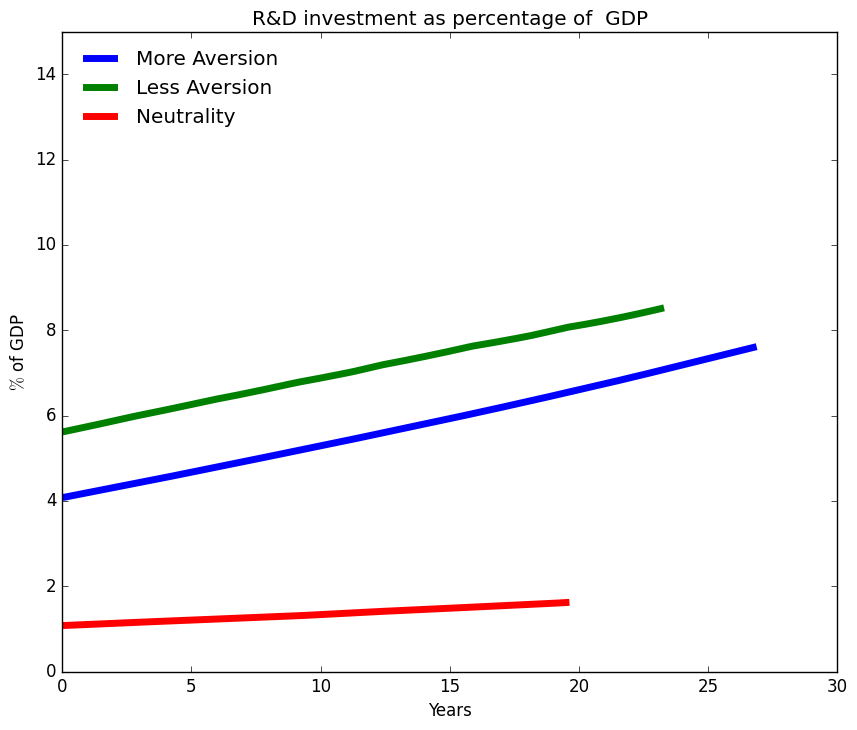 R&D investment as percentage of  GDP
More Aversion
Less Aversion
Neutrality
14
12
10
8
6
4
2
0
% of GDP
0 5 10 15 20 25 30
Years